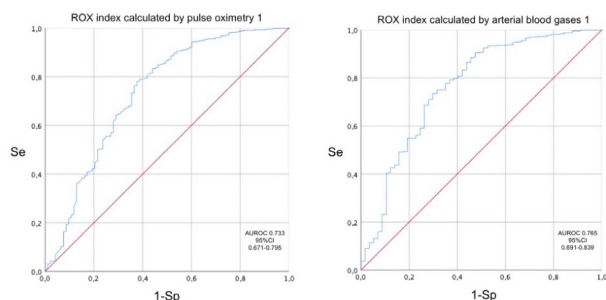 ROX index calculated by pulse oximetry 1
1,0
0,8
Se
0,6
0,4
0,2
0,0
0,0 0,2 0,4 0,6 0,8 1,0
AUROC 0.733
95%CI
0.671-0.795
1-Sp
ROX index calculated by arterial blood gases 1
1,0
0,8
0,6
Se
0,4
0,2
0,0
0,0 0,2 0,4 0,6 0,8 1,0
AUROC 0.765
95%CI
0.691-0.839
1-Sp